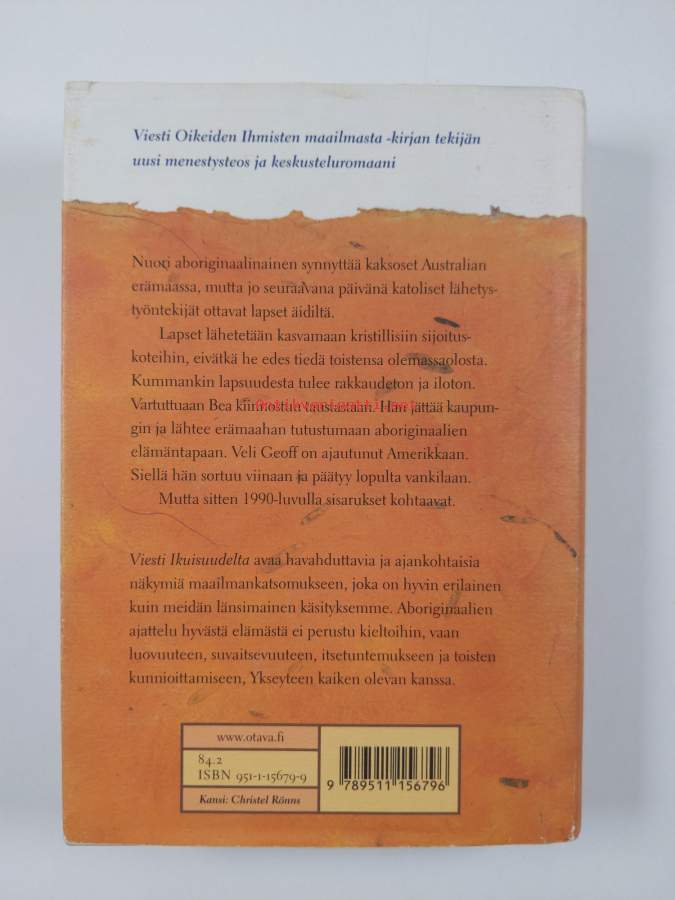 Viesti Oikeiden Ihmisten maailmasta -kirjan tekijän
uusi menestysteos ja keskusteluromaani
Nuori aboriginaalinainen synnyttää kaksoset Australian
erämaassa, mutta jo seuraavana päivänä katoliset lähetys-
työntekijät ottavat lapset äidiltä.
Lapset lähetetään kasvamaan kristillisiin sijoitus-
koteihin, eivätkä he edes tiedä toistensa olemassaolosta.
Kummankin lapsuudesta tulee rakkaudeton ja iloton.
Vartuttuaan Bea kiinnostuu taustastaan. Hän jättää kaupun-
gin ja lähtee erämaahan tutustumaan aboriginaalien
elämäntapaan. Veli Geoff on ajautunut Amerikkaan.
Siellä hän sortuu viinaan ja päätyy lopulta vankilaan.
Mutta sitten 1990-luvulla sisarukset kohtaavat.
Viesti Ikuisuudelta avaa havahduttavia ja ajankohtaisia
näkymiä maailmankatsomukseen, joka on hyvin erilainen
kuin meidän länsimainen käsityksemme. Aboriginaalien
ajattelu hyvästä elämästä ei perustu kieltoihin, vaan
luovuuteen, suvaitsevuuteen, itsetuntemukseen ja toisten
kunnioittamiseen, Ykseyteen kaiken olevan kanssa.
www.otava.fi
84.2
ISBN 951-1-15679-9
Kansi: Christel Rönns
9 789511 156796